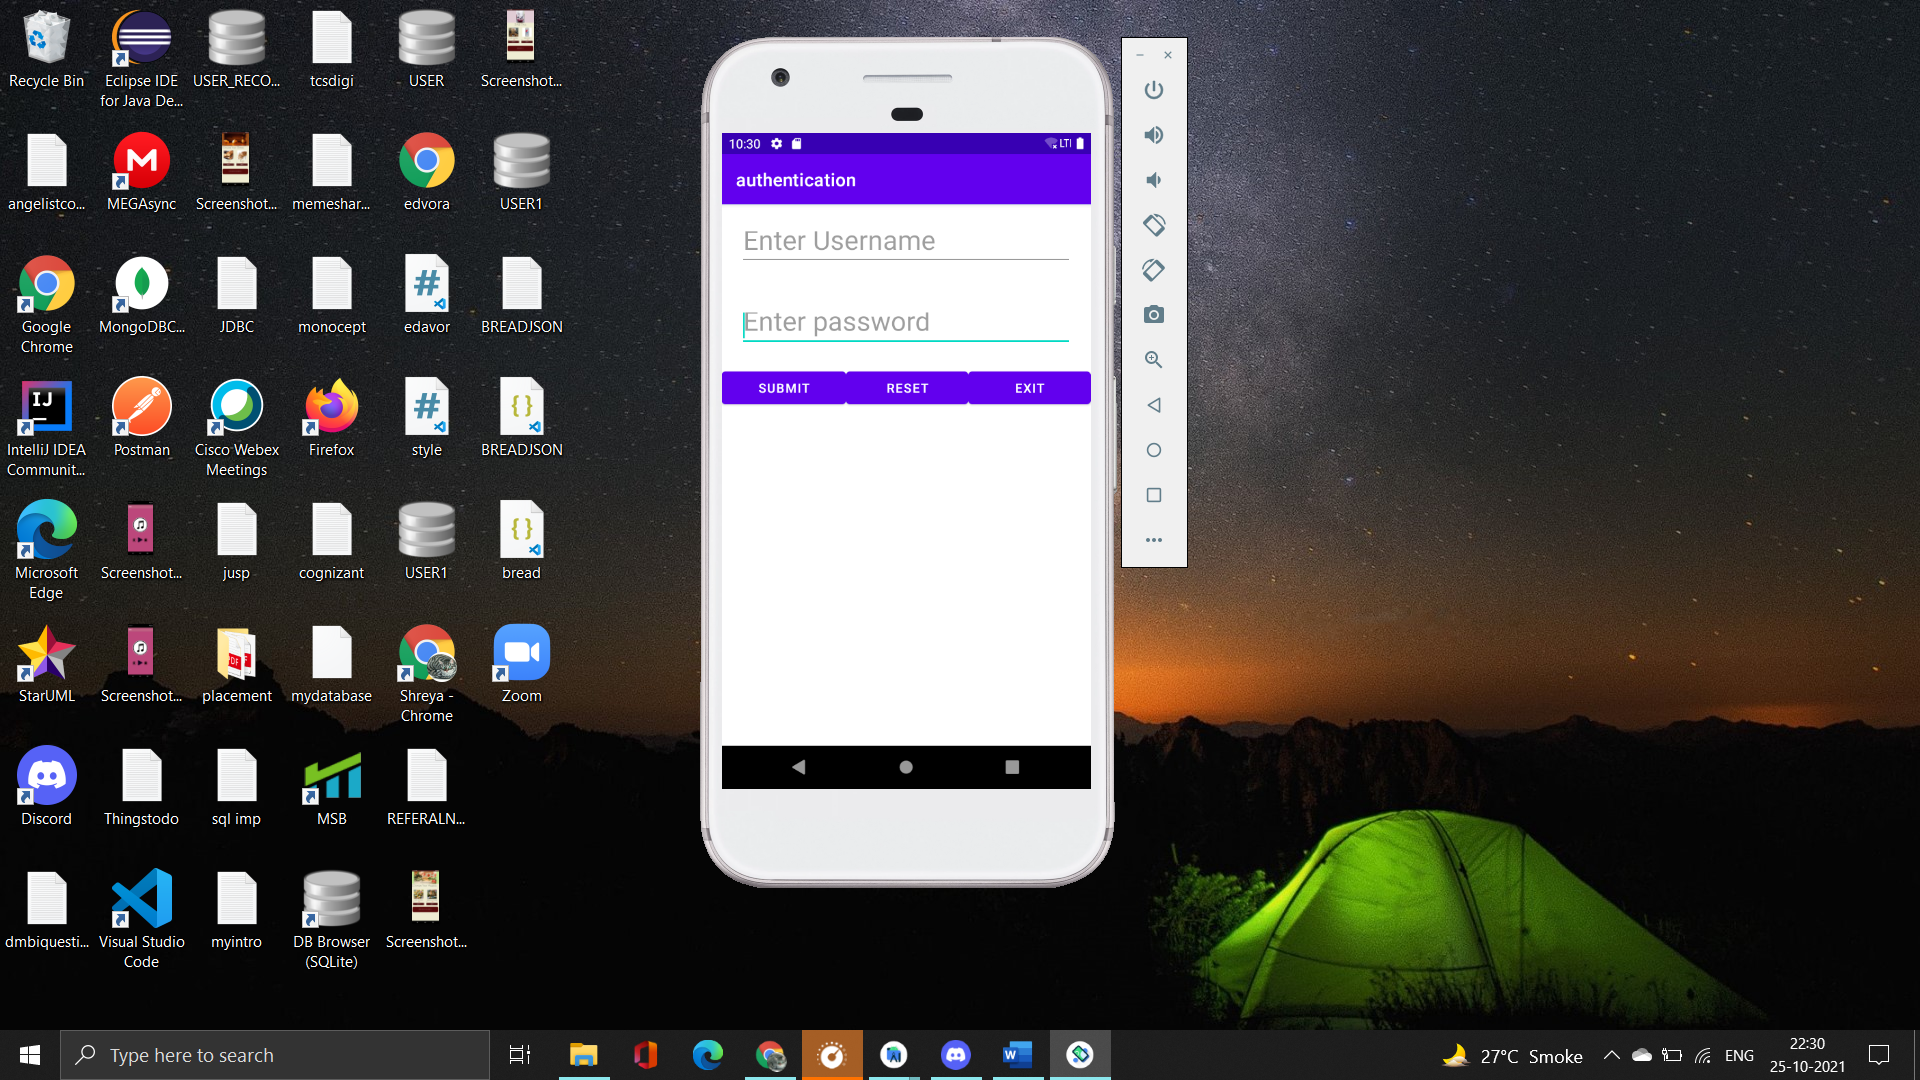 Recycle Bin
Eclipse IDE
for Java De...
USER_RECO...
tcsdigi
USER
Screenshot...
angelistco...
MEGAsync
Screenshot...
memeshar...
edvora
USER1
Google
Chrome
MongoDBC...
JDBC
monocept
edavor
BREADJSON
IntelliJ IDEA
Communit...
Postman
Cisco Webex
Meetings
Firefox
style
BREADJSON
Microsoft
Edge
Screenshot...
jusp
cognizant
USER1
bread
StarUML
Screenshot...
placement
mydatabase
Shreya -
Chrome
Zoom
Discord
Thingstodo
sql imp
MSB
REFERALN...
dmbiquesti...
Visual Studio
Code
myintro
DB Browser
(SQLite)
Screenshot...
10:30
LTI
authentication
Enter Username
Enter password
SUBMIT
RESET
EXIT
Type here to search
27°C Smoke
ENG
22:30
25-10-2021